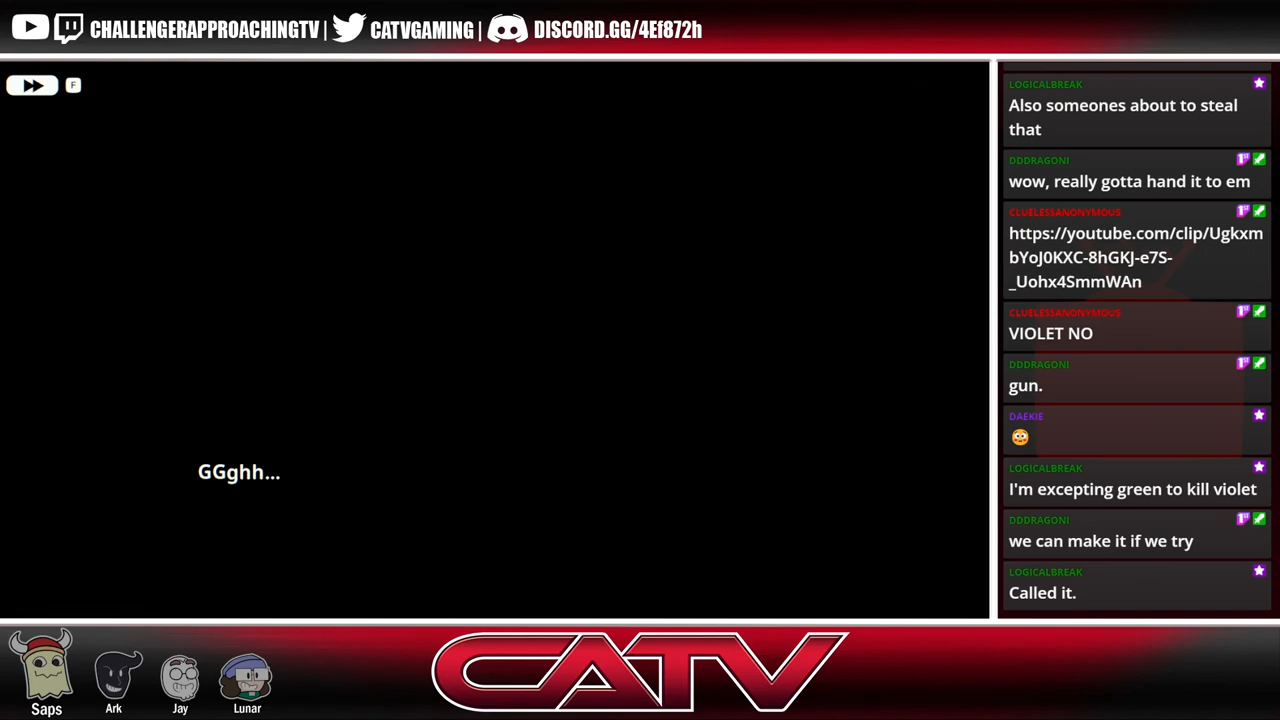 CHALLENGERAPPROACHINGTV | CATVGAMING | DISCORD.GG/4Ef872h
F
GGghh...
LOGICALBREAK
Also someones about to steal
that
DDDRAGONI
wow, really gotta hand it to em
CLUELESSANONYMOUS
https://youtube.com/clip/Ugkxm
bYoJ0KXC-8hGKJ-e7S-
_Uohx4SmmWAn
CLUELESSANONYMOUS
VIOLET NO
DDDRAGONI
gun.
DAEKIE
LOGICALBREAK
I'm excepting green to kill violet
DDDRAGONI
we can make it if we try
LOGICALBREAK
Called it.
Saps
Ark
Jay
Lunar
CATV